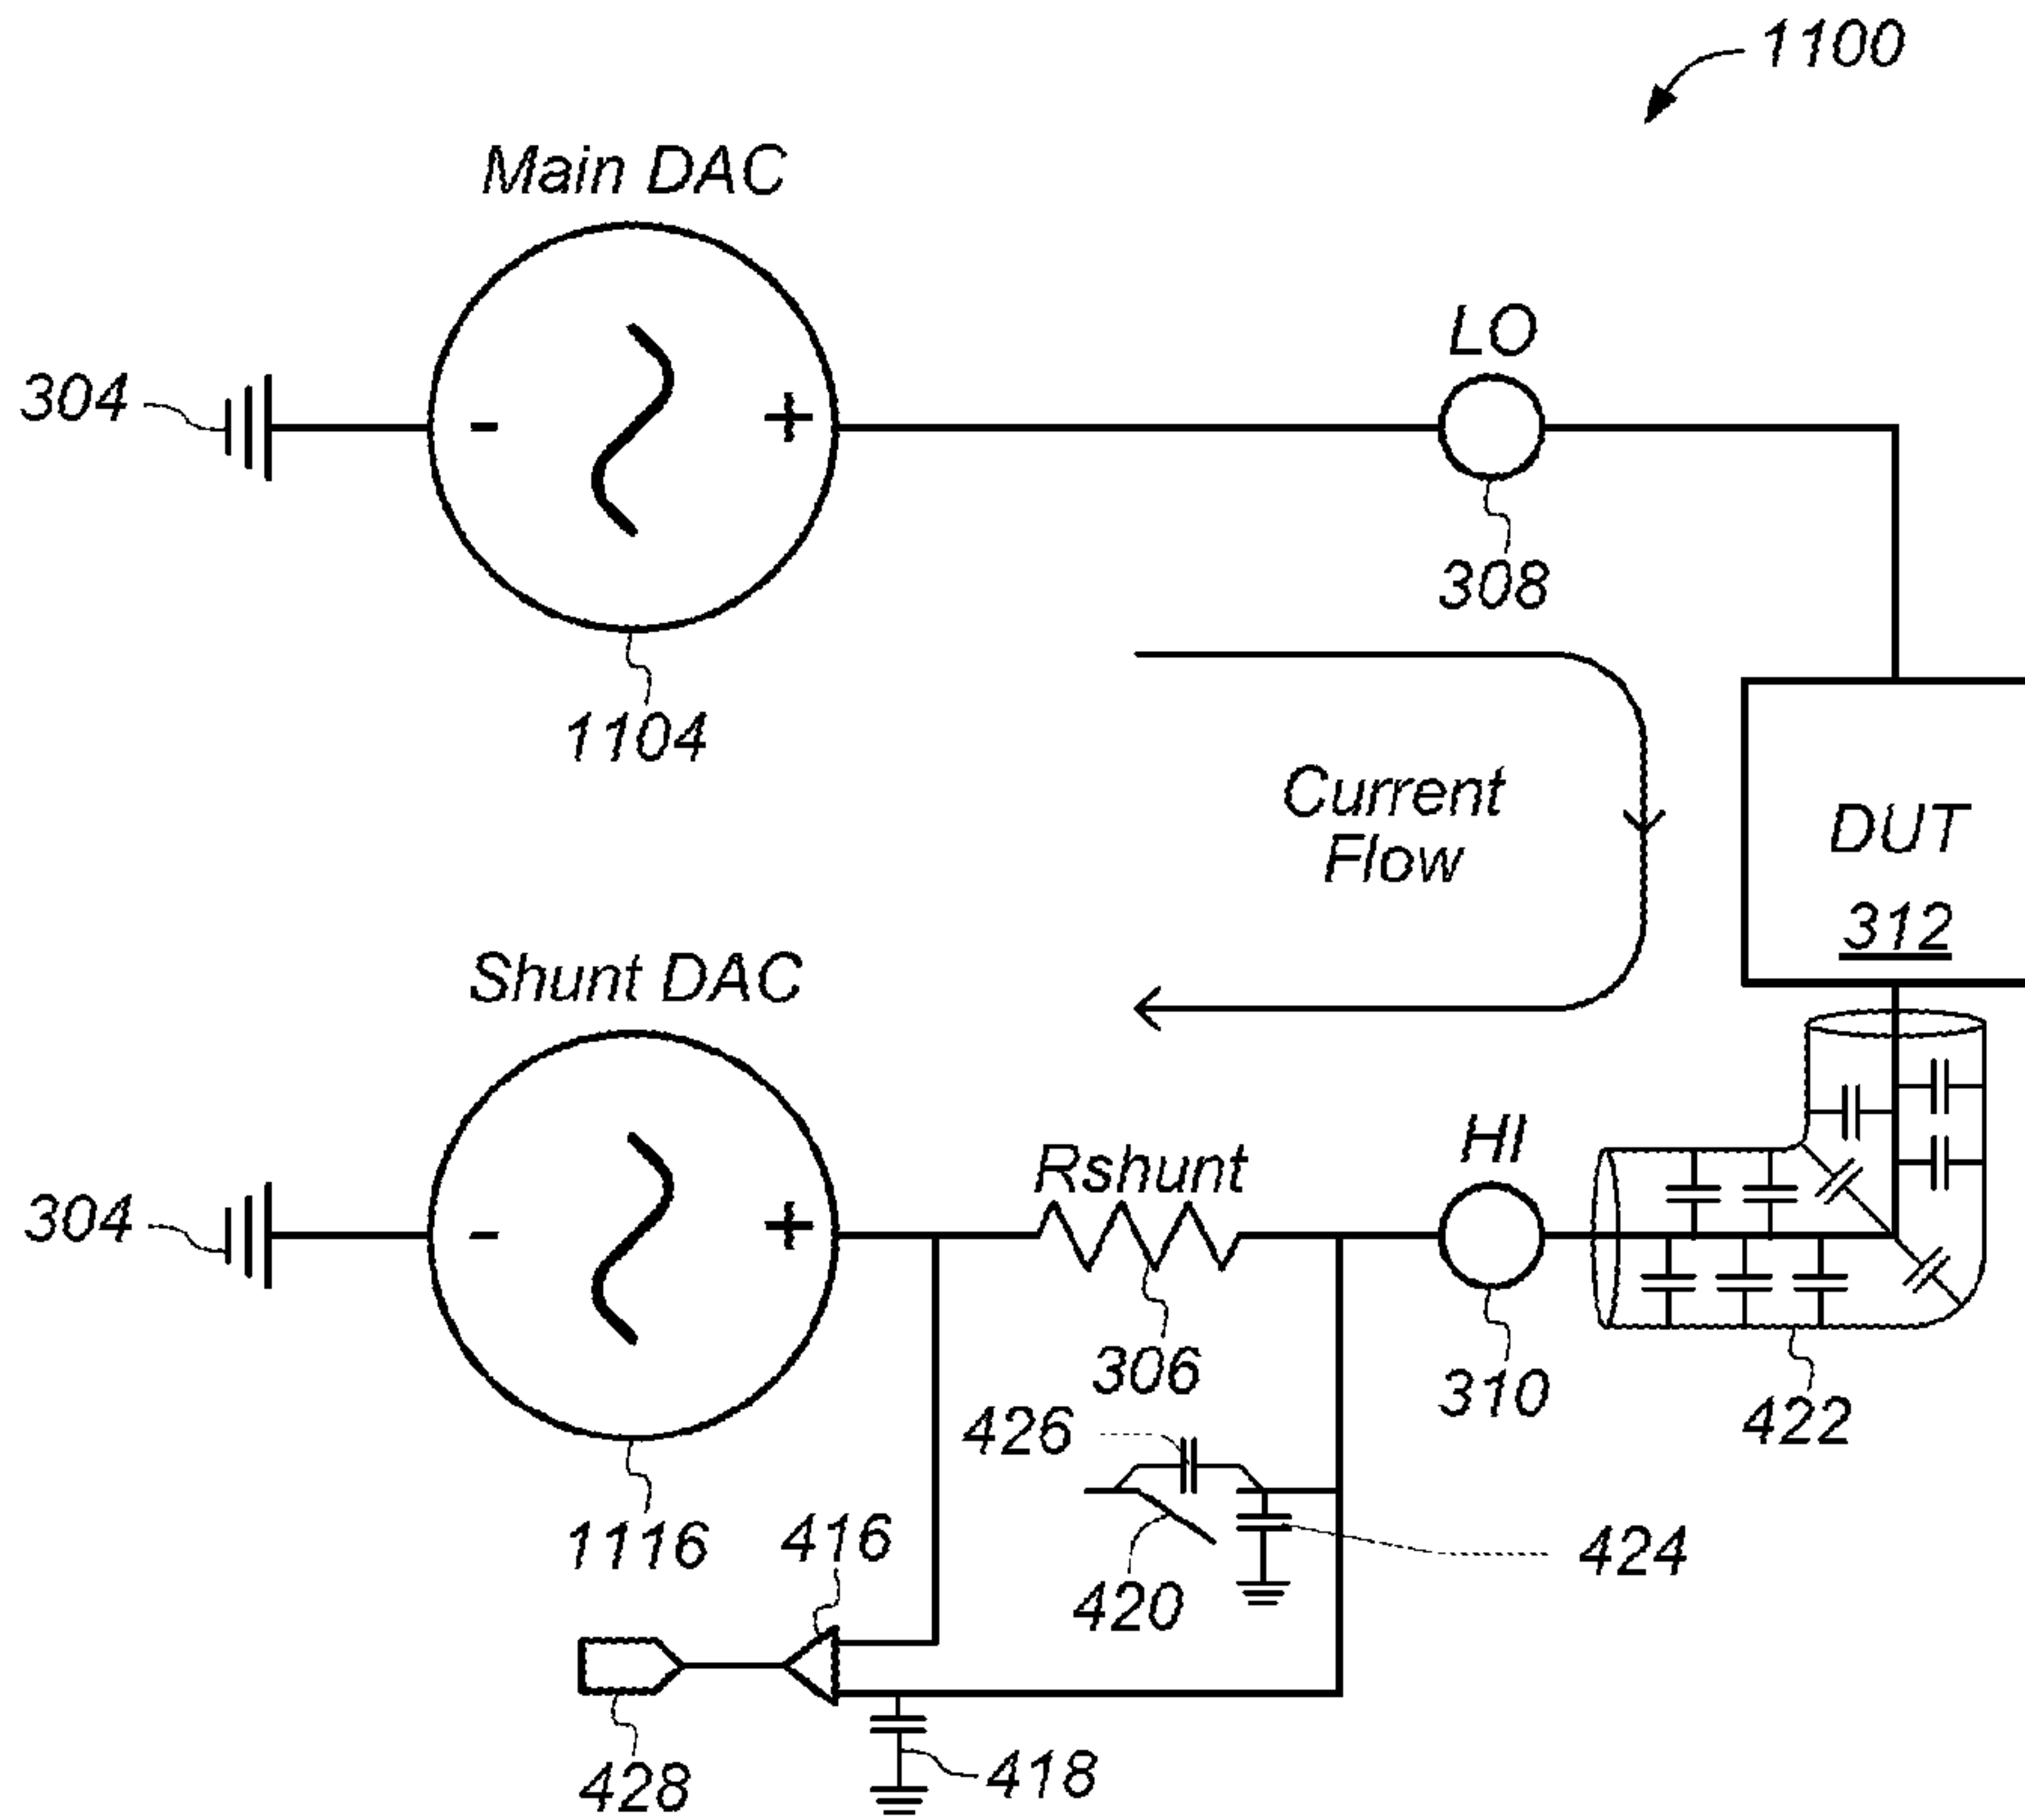 1100
Main DAC
LO
304
-
+
308
1104
Current
Flow
DUT
312
Shunt DAC
HI
Rshunt
304
-
+
306
310
422
426
1116
416
424
420
428
418